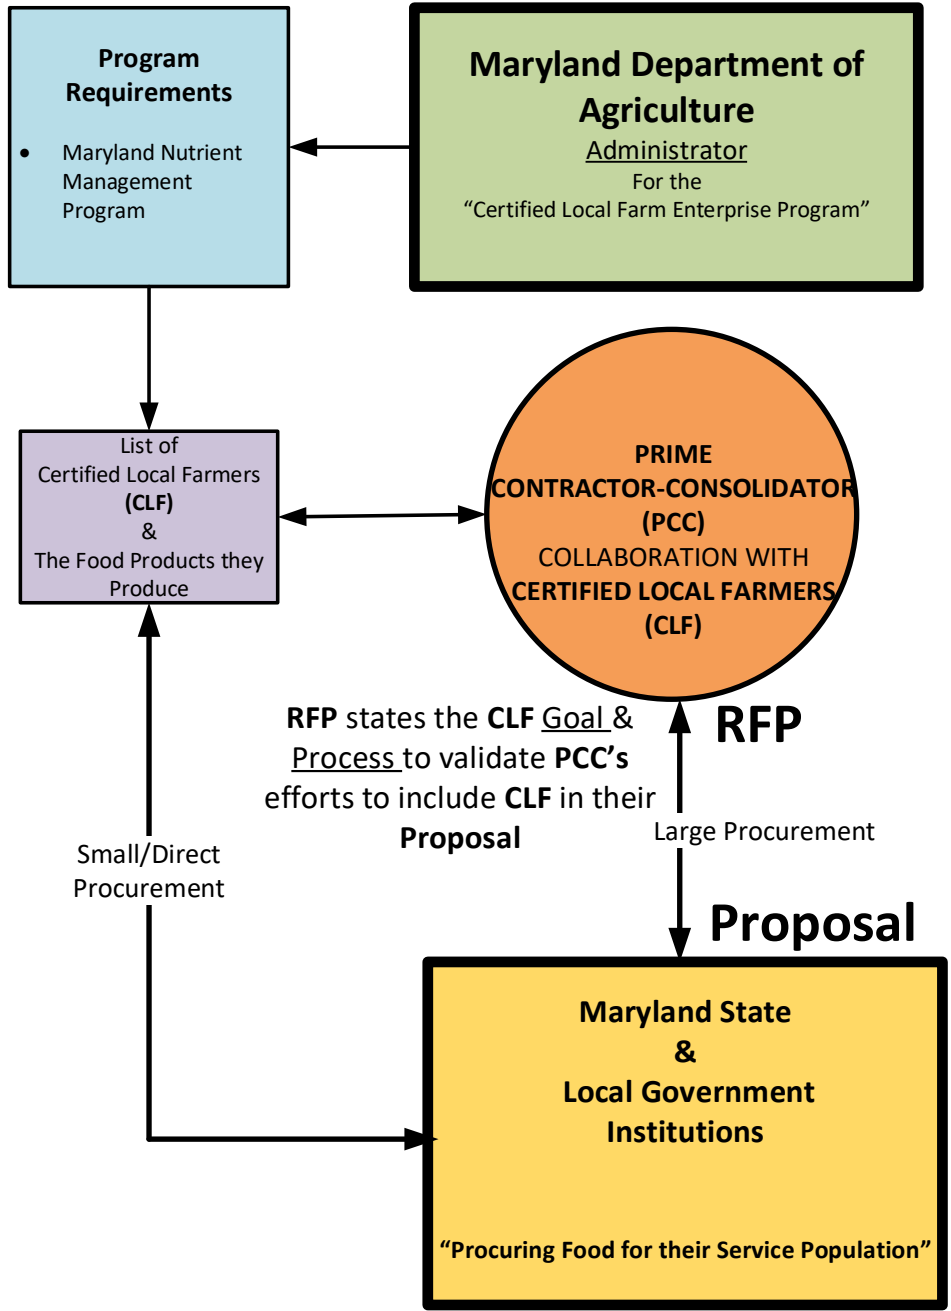 Program
Requirements
• Maryland Nutrient
Management
Program
Maryland Department of
Agriculture
Administrator
For the
“Certified Local Farm Enterprise Program”
List of
Certified Local Farmers
(CLF)
&
The Food Products they
Produce
PRIME
CONTRACTOR-CONSOLIDATOR
(PCC)
COLLABORATION WITH
CERTIFIED LOCAL FARMERS
(CLF)
RFP states the CLF Goal &
Process to validate PCC’s
efforts to include CLF in their
Proposal
RFP
Large Procurement
Proposal
Small/Direct
Procurement
Maryland State
&
Local Government
Institutions
“Procuring Food for their Service Population”